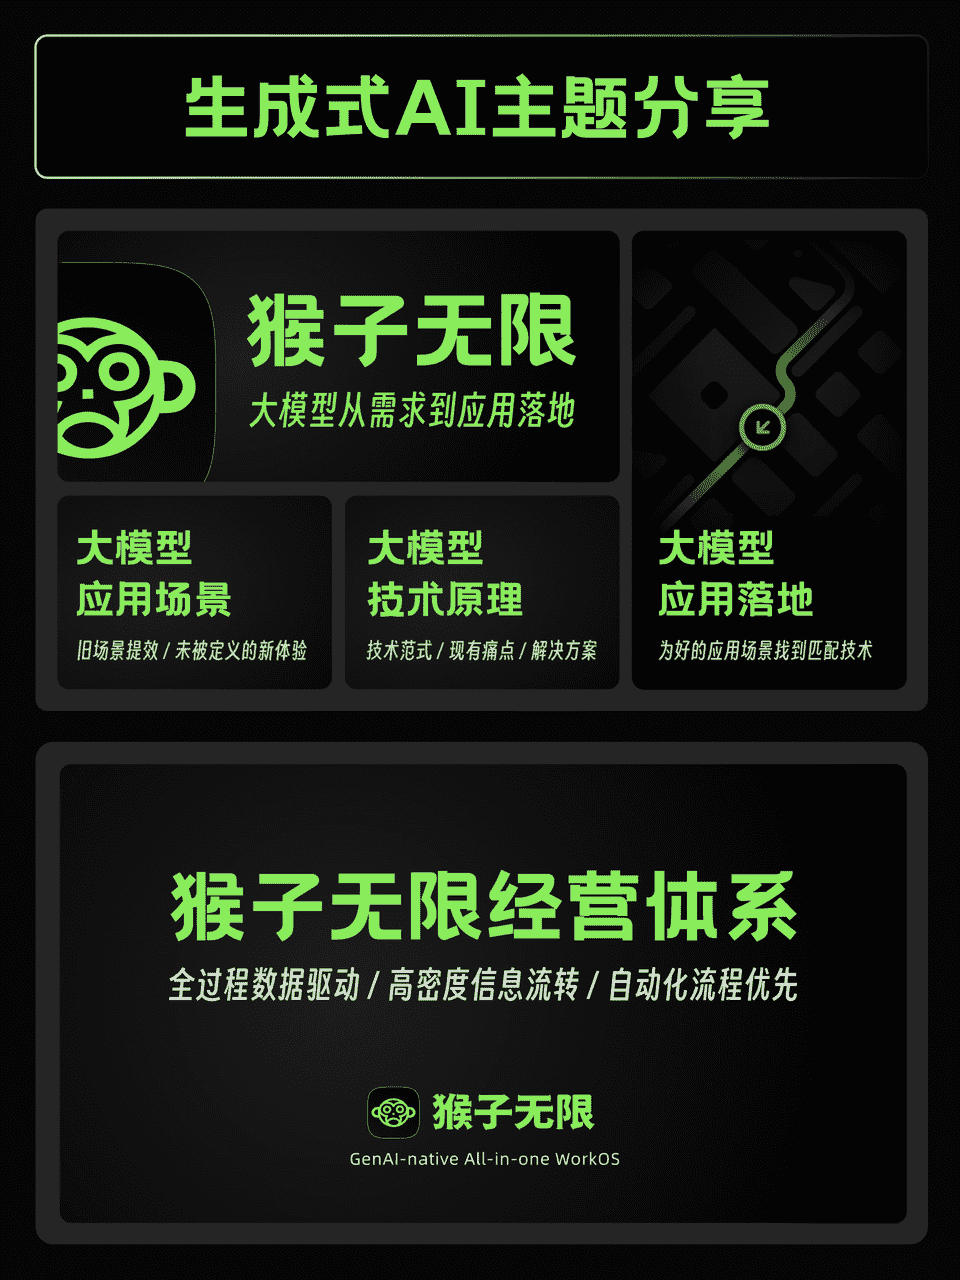 生成式AI主题分享
猴子无限
大模型从需求到应用落地
大模型
应用场景
旧场景提效 / 未被定义的新体验
大模型
技术原理
技术范式 / 现有痛点 / 解决方案
大模型
应用落地
为好的应用场景找到匹配技术
猴子无限经营体系
全过程数据驱动 / 高密度信息流转 / 自动化流程优先
猴子无限
GenAI-native All-in-one WorkOS